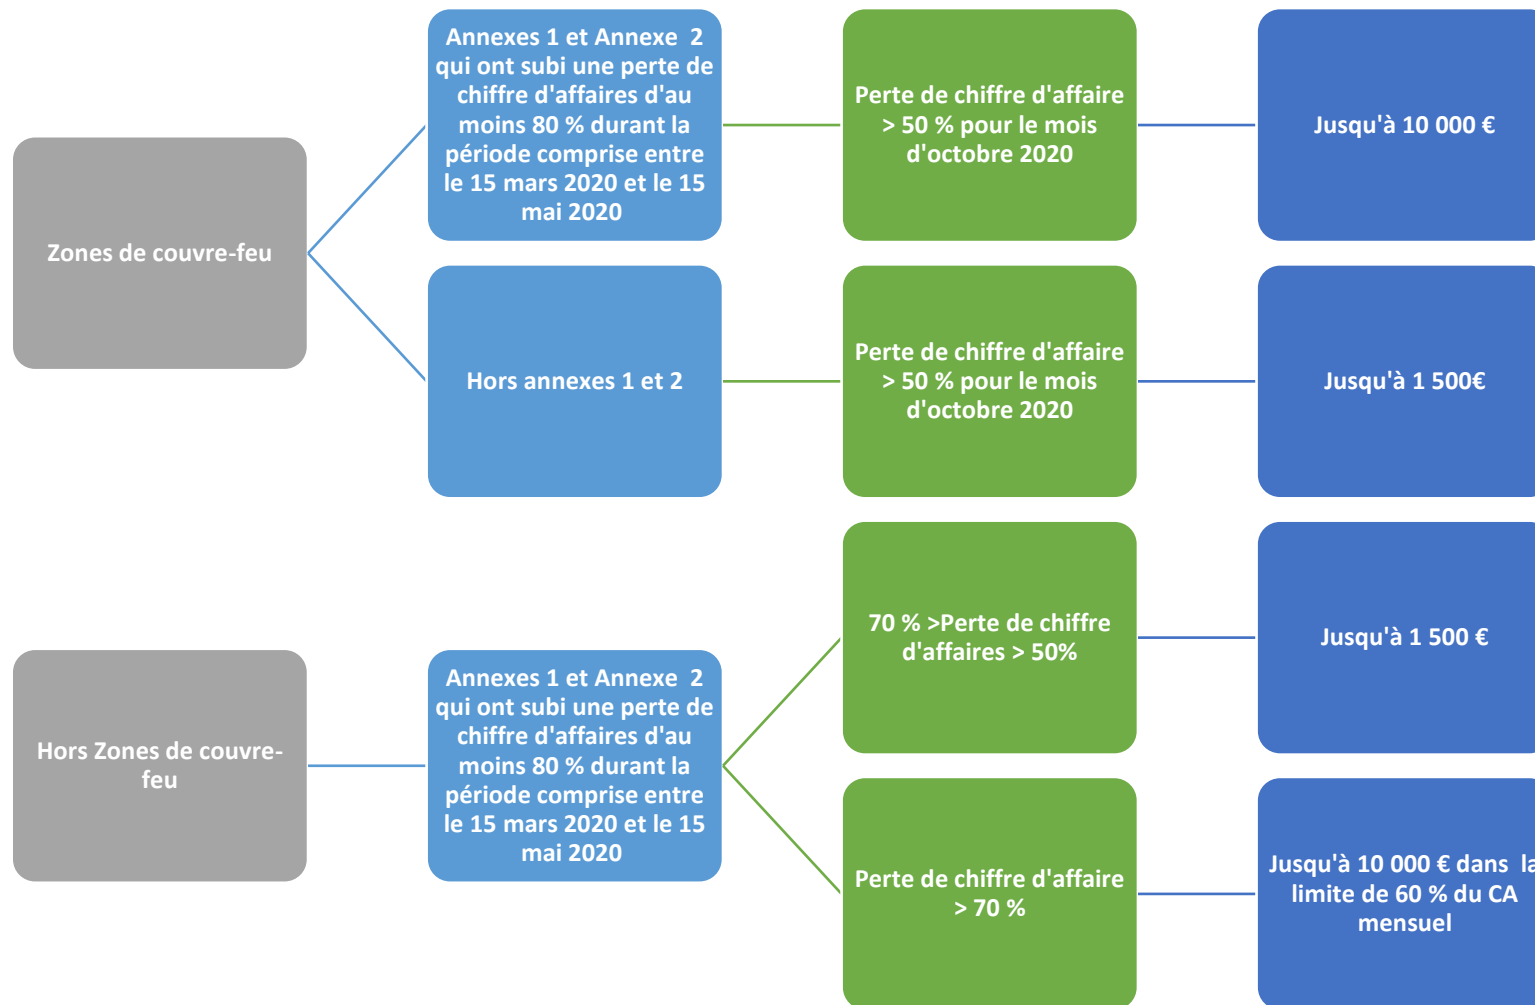 Zones de couvre-feu
Annexes 1 et Annexe  2
qui ont subi une perte de
chiffre d'affaires d'au
moins 80 % durant la
période comprise entre
le 15 mars 2020 et le 15
mai 2020
Perte de chiffre d'affaire
> 50 % pour le mois
d'octobre 2020
Jusqu'à 10 000 €
Hors annexes 1 et 2
Perte de chiffre d'affaire
> 50 % pour le mois
d'octobre 2020
Jusqu'à 1 500€
Hors Zones de couvre-
feu
Annexes 1 et Annexe  2
qui ont subi une perte de
chiffre d'affaires d'au
moins 80 % durant la
période comprise entre
le 15 mars 2020 et le 15
mai 2020
70 % >Perte de chiffre
d'affaires > 50%
Jusqu'à 1 500 €
Perte de chiffre d'affaire
> 70 %
Jusqu'à 10 000 € dans  la
limite de 60 % du CA
mensuel